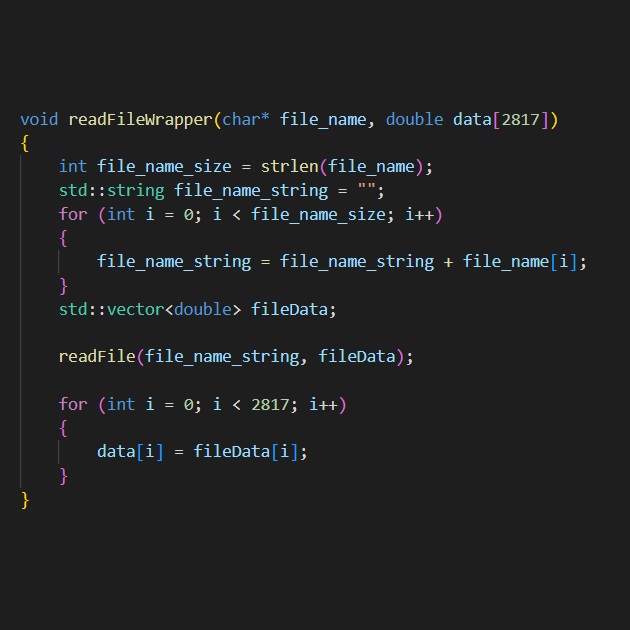 void readFileWrapper(char* file_name, double data[2817])
{
    int file_name_size = strlen(file_name);
    std::string file_name_string = "";
    for (int i = 0; i < file_name_size; i++)
    {
        file_name_string = file_name_string + file_name[i];
    }
    std::vector<double> fileData;

    readFile(file_name_string, fileData);

    for (int i = 0; i < 2817; i++)
    {
        data[i] = fileData[i];
    }
}